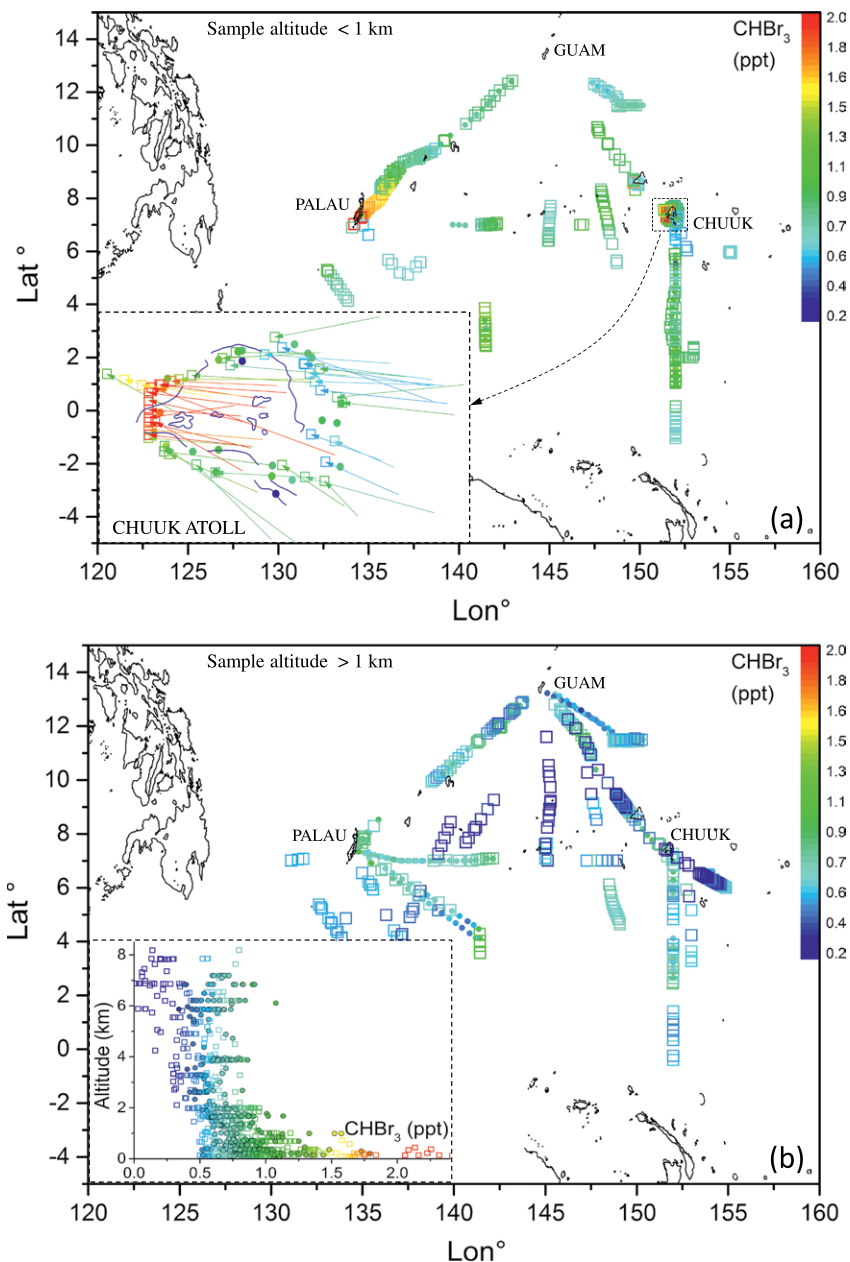 Sample altitude < 1 km
CHBr3
(ppt)
GUAM
PALAU
CHUUK
CHUUK ATOLL
(a)
2.0
1.8
1.6
1.4
1.2
1.0
0.9
0.7
0.6
0.4
0.2
14
12
10
8
6
4
2
0
-2
-4
Lat °
120 125 130 135 140 145 150 155 160
Lon°
Sample altitude > 1 km
CHBr3
(ppt)
GUAM
PALAU
CHUUK
(b)
2.0
1.8
1.6
1.4
1.2
1.0
0.9
0.7
0.6
0.4
0.2
14
12
10
8
6
4
2
0
-2
-4
Lat °
8
6
4
2
0
Altitude (km)
CHBr3 (ppt)
0.0 0.5 1.0 1.5 2.0
120 125 130 135 140 145 150 155 160
Lon°